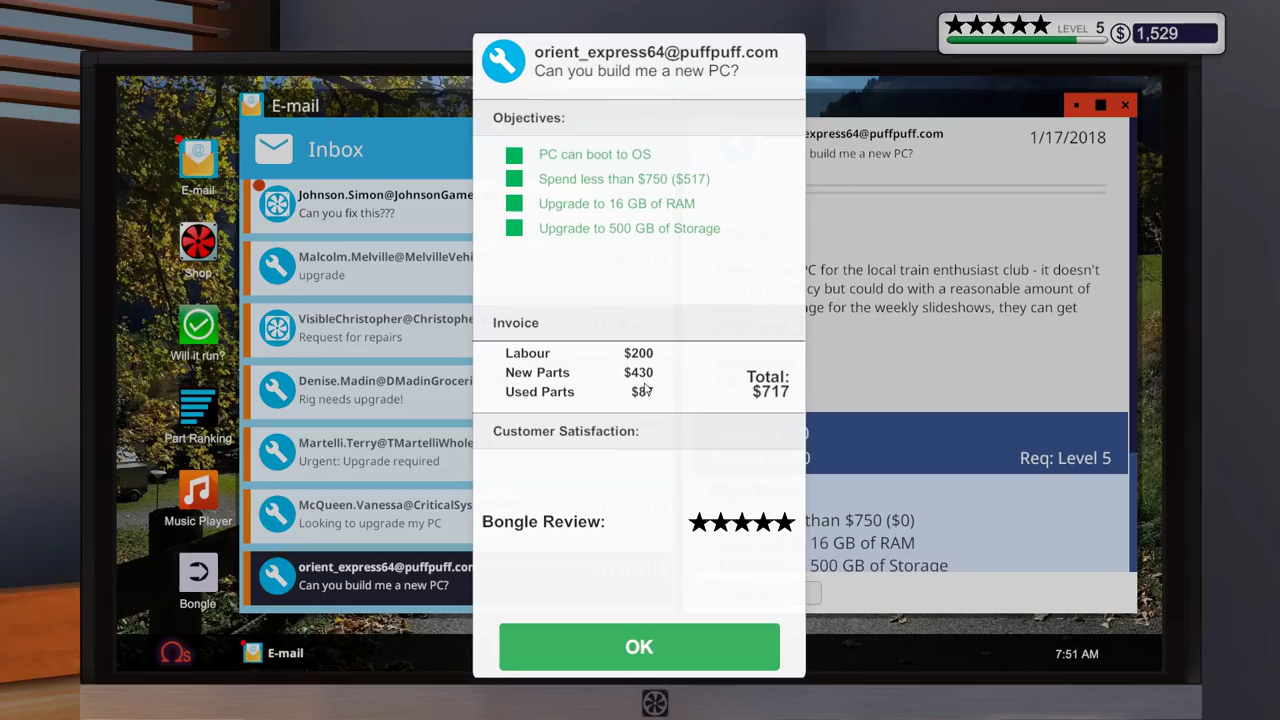 LEVEL 5
$ 1,529
orient_express64@puffpuff.com
Can you build me a new PC?
Objectives:
PC can boot to OS
Spend less than $750 ($517)
Upgrade to 16 GB of RAM
Upgrade to 500 GB of Storage
Invoice
Labour $200
New Parts $430
Used Parts
Total:
$717
Customer Satisfaction:
Bongle Review:
OK
E-mail
Inbox
Johnson.Simon@JohnsonGame
Can you fix this???
Malcolm.Melville@MelvilleVehi
upgrade
VisibleChristopher@Christophe
Request for repairs
Denise.Madin@DMadinGroceri
Rig needs upgrade!
Martelli.Terry@TMartelliWhole
Urgent: Upgrade required
McQueen.Vanessa@CriticalSys
Looking to upgrade my PC
orient_express64@puffpuff.com
Can you build me a new PC?
express64@puffpuff.com
1/17/2018
build me a new PC?
PC for the local train enthusiast club - it doesn't
cy but could do with a reasonable amount of
ge for the weekly slideshows, they can get
Req: Level 5
than $750 ($0)
16 GB of RAM
500 GB of Storage
E-mail
Shop
Will it run?
Part Ranking
Music Player
Bongle
Ωs
E-mail
7:51 AM